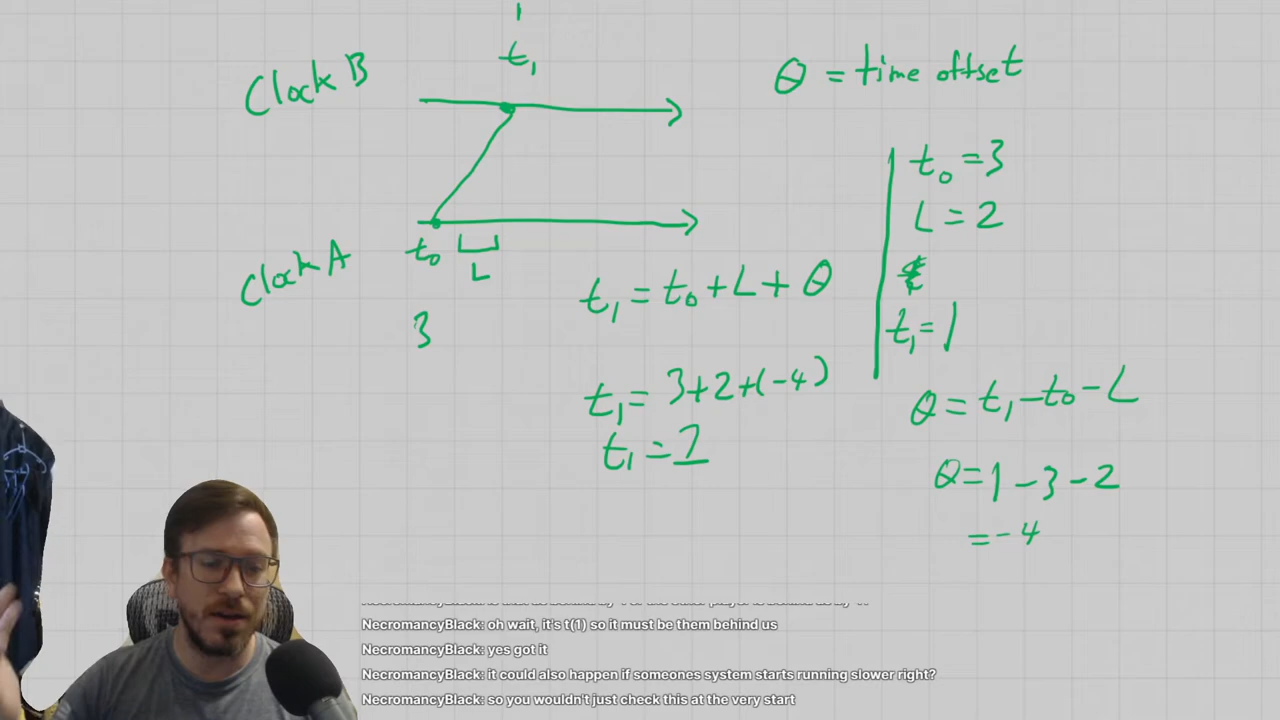 1
t₁
Clock B
θ = time offset
t₀ = 3
L = 2
t₁ = 1
Clock A
t₀
L
3
t₁ = t₀ + L + θ
t₁ = 3+2+(-4)
t₁ = 1
θ = t₁ - t₀ - L
θ = 1 - 3 - 2
= -4
NecromancyBlack: oh wait, it's t(1) so it must be them behind us
NecromancyBlack: yes got it
NecromancyBlack: it could also happen if someones system starts running slower right?
NecromancyBlack: so you wouldn't just check this at the very start